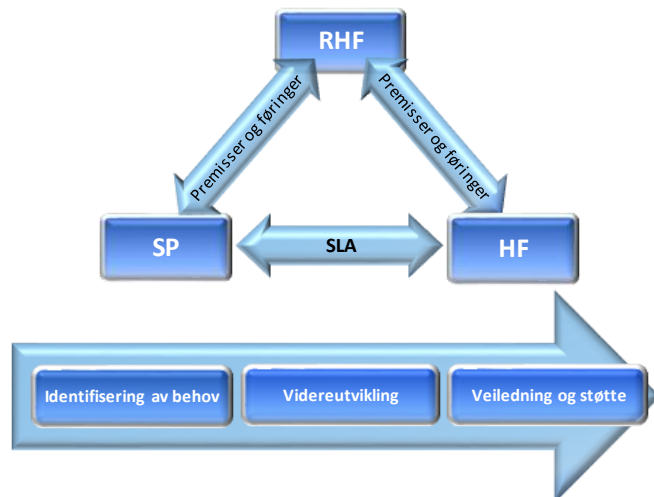 RHF
Premisser og føringer
Premisser og føringer
SP
SLA
HF
Identifisering av behov
Videreutvikling
Veiledning og støtte